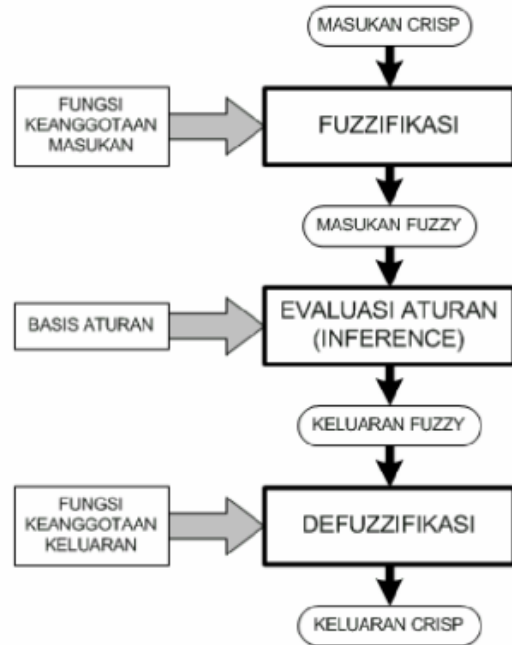 MASUKAN CRISP
FUNGSI
KEANGGOTAAN
MASUKAN
FUZZIFIKASI
MASUKAN FUZZY
BASIS ATURAN
EVALUASI ATURAN
(INFERENCE)
KELUARAN FUZZY
FUNGSI
KEANGGOTAAN
KELUARAN
DEFUZZIFIKASI
KELUARAN CRISP